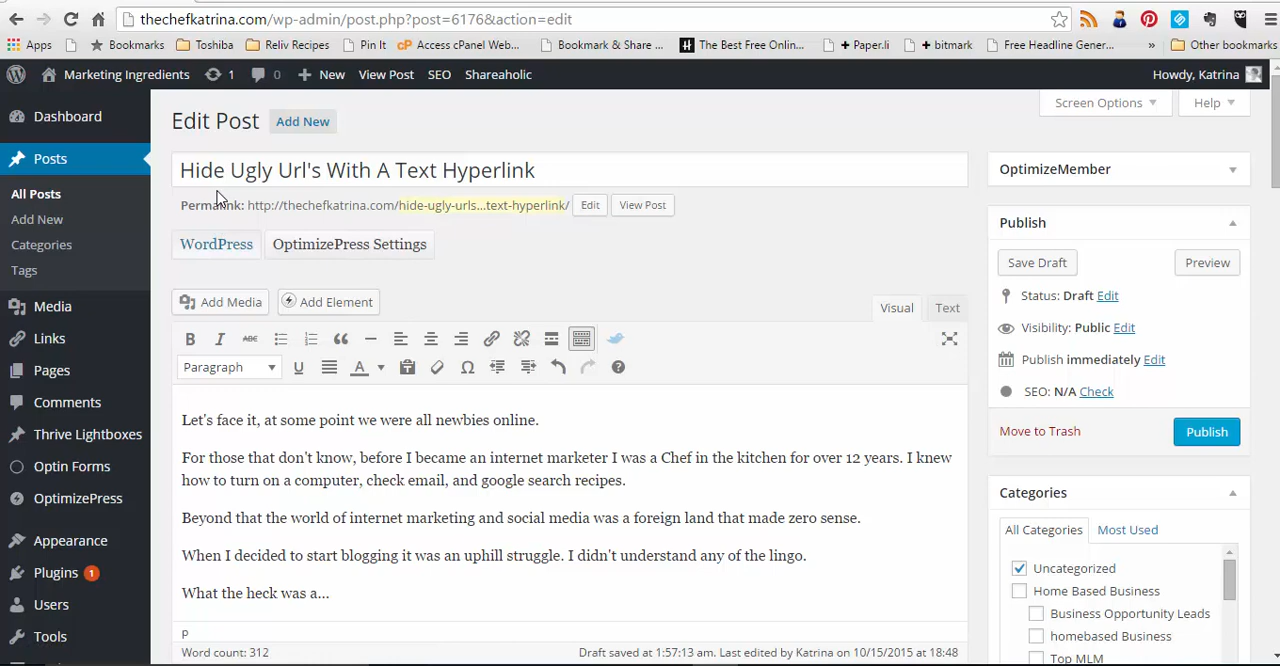 thechefkatrina.com/wp-admin/post.php?post=6176&action=edit
Apps Bookmarks Toshiba Reliv Recipes Pin It cP Access cPanel Web... Bookmark & Share ... H The Best Free Onlin... + Paper.li + bitmark Free Headline Gener... » Other bookmarks
Marketing Ingredients 1 0 + New View Post SEO Shareaholic Howdy, Katrina
Screen Options Help
Dashboard
Posts
All Posts
Add New
Categories
Tags
Media
Links
Pages
Comments
Thrive Lightboxes
Optin Forms
OptimizePress
Appearance
Plugins 1
Users
Tools
Edit Post Add New
Hide Ugly Url's With A Text Hyperlink
Permalink: http://thechefkatrina.com/hide-ugly-urls...text-hyperlink/ Edit View Post
WordPress OptimizePress Settings
Add Media Add Element
Visual Text
B I ABC
Paragraph U A Ω
Let's face it, at some point we were all newbies online.
For those that don't know, before I became an internet marketer I was a Chef in the kitchen for over 12 years. I knew
how to turn on a computer, check email, and google search recipes.
Beyond that the world of internet marketing and social media was a foreign land that made zero sense.
When I decided to start blogging it was an uphill struggle. I didn't understand any of the lingo.
What the heck was a...
p
Word count: 312 Draft saved at 1:57:13 am. Last edited by Katrina on 10/15/2015 at 18:48
OptimizeMember
Publish
Save Draft Preview
Status: Draft Edit
Visibility: Public Edit
Publish immediately Edit
SEO: N/A Check
Move to Trash Publish
Categories
All Categories Most Used
Uncategorized
Home Based Business
Business Opportunity Leads
homebased Business
Top MLM